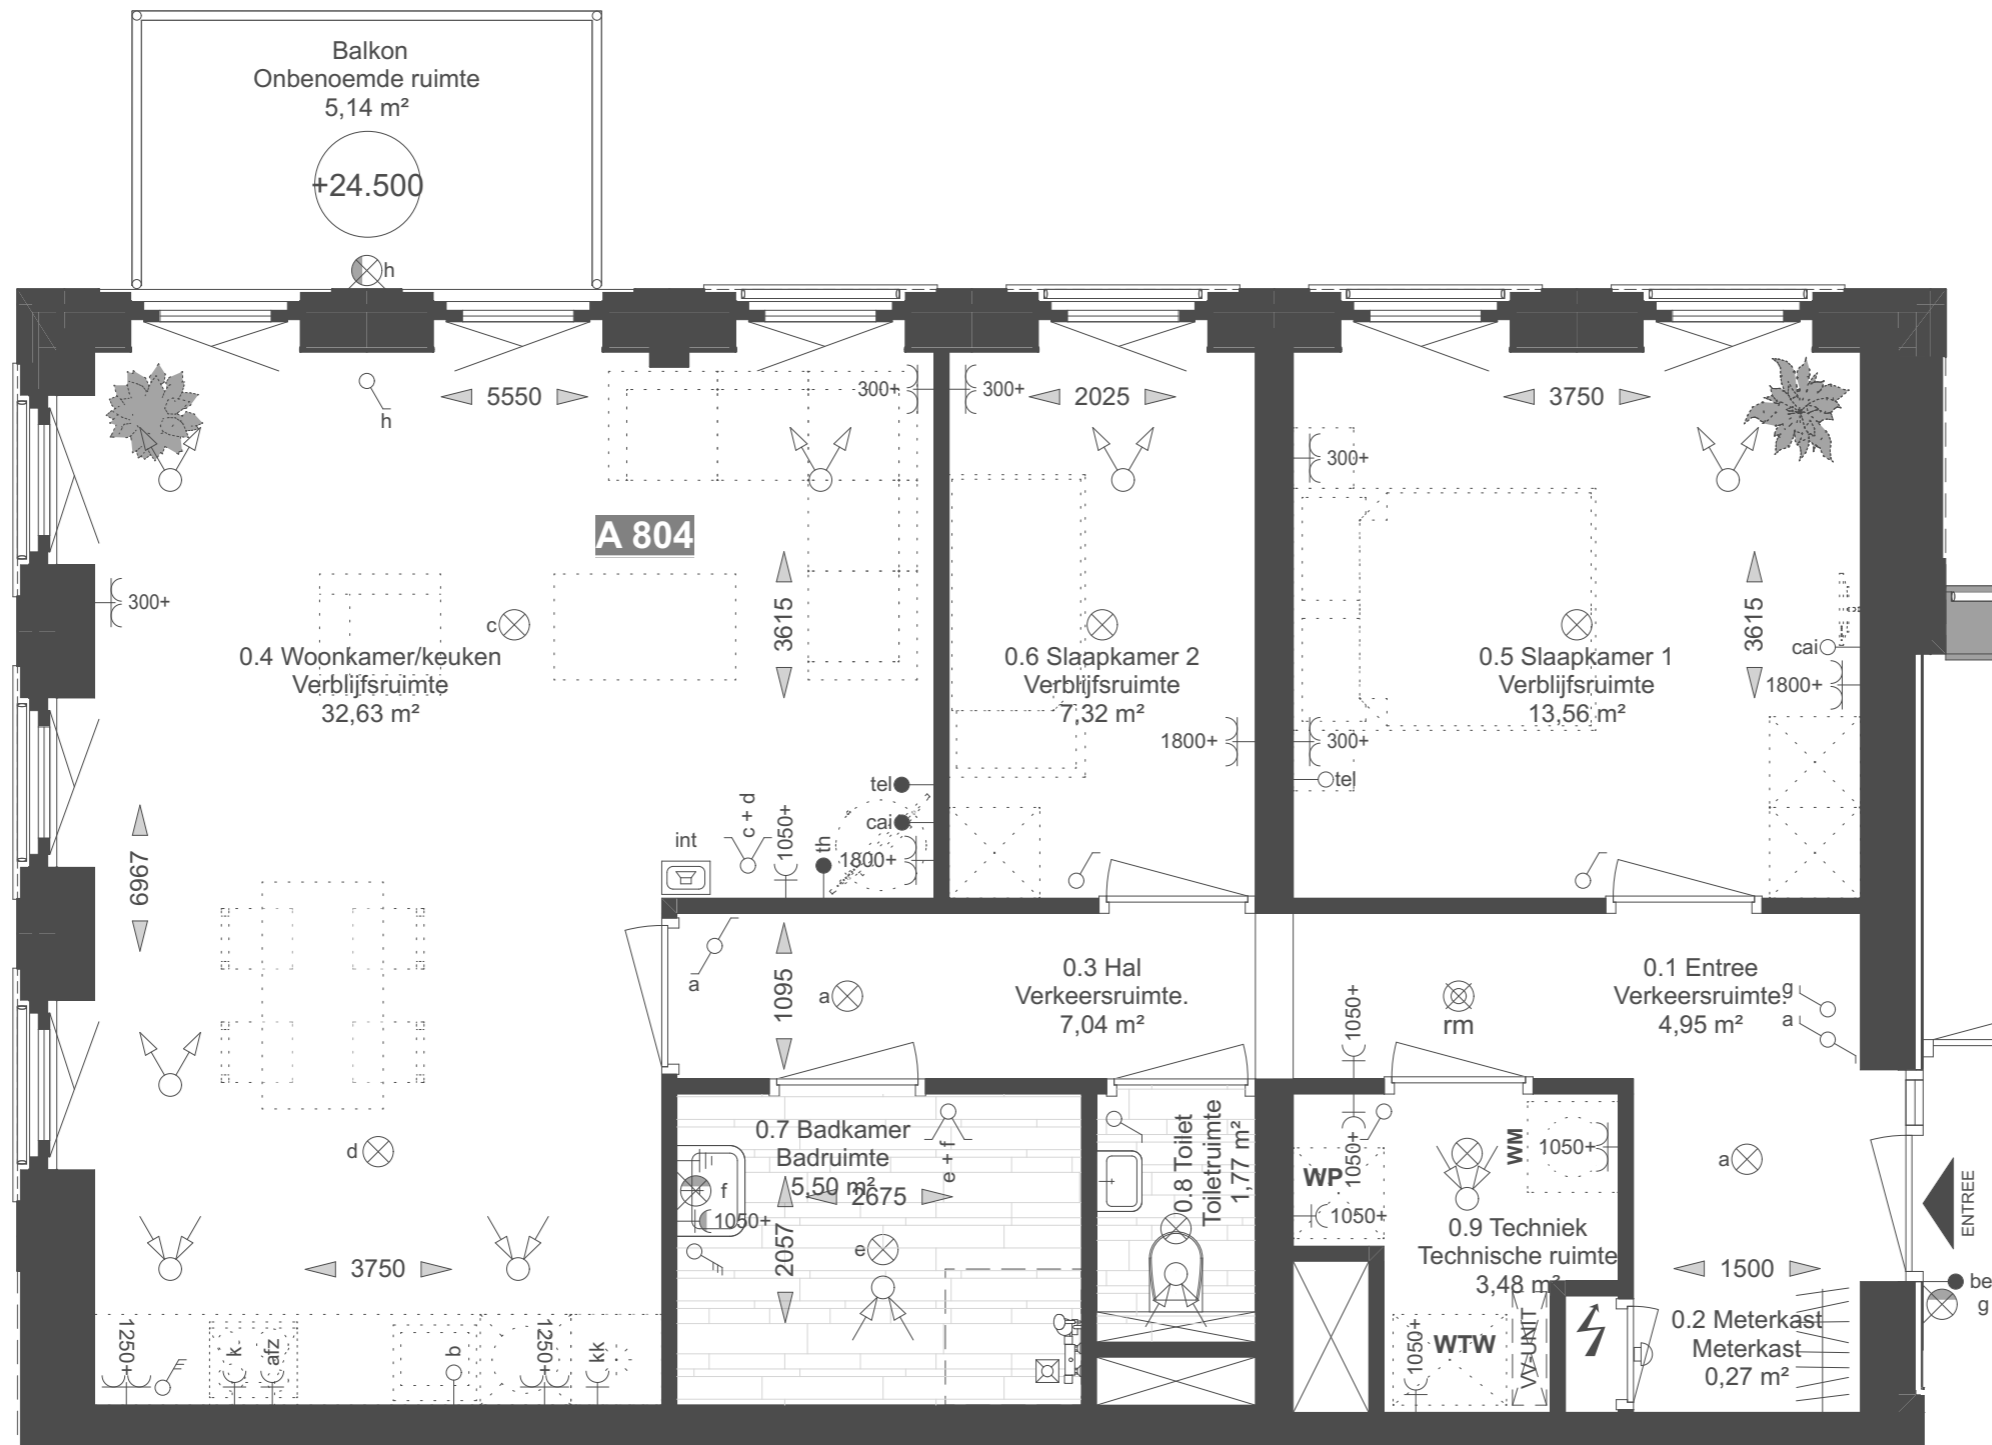 Balkon
Onbenoemde ruimte
5,14 m²
+24.500
h
h
5550
300+
300+
2025
3750
300+
A 804
300+
c
3615
3615
0.4 Woonkamer/keuken
Verblijfsruimte
32,63 m²
0.6 Slaapkamer 2
Verblijfsruimte
7,32 m²
0.5 Slaapkamer 1
Verblijfsruimte
13,56 m²
cai
1800+
1800+
300+
tel
tel
cai
1800+
int
c + d
1050+
th
6967
a
a
1095
0.3 Hal
Verkeersruimte.
7,04 m²
1050+
rm
0.1 Entree
Verkeersruimte.
4,95 m²
g
a
d
0.7 Badkamer
Badruimte
5,50 m²
2675
2057
e + f
f
1050+
e
0.8 Toilet
Toiletruimte
1,77 m²
WP
1050+
1050+
WM
1050+
0.9 Techniek
Technische ruimte
3,48 m²
a
ENTREE
1500
be
g
0.2 Meterkast
Meterkast
0,27 m²
3750
1250+
k
afz
b
1250+
kk
1050+
WTW
VV-UNIT